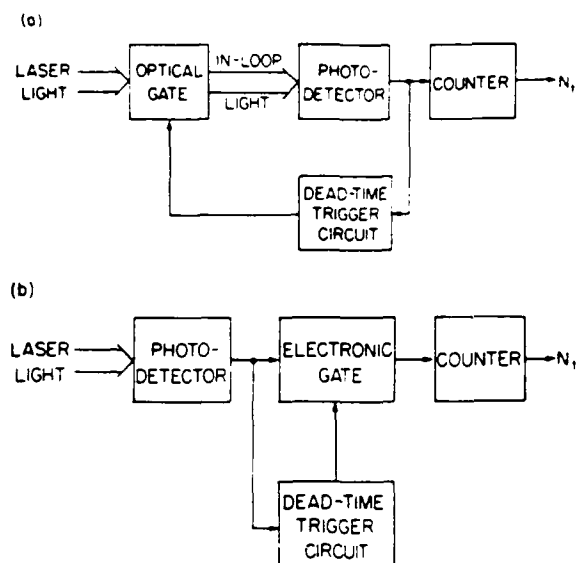 (a)
LASER
LIGHT
OPTICAL
GATE
IN-LOOP
LIGHT
PHOTO-
DETECTOR
COUNTER
N₁
DEAD-TIME
TRIGGER
CIRCUIT
(b)
LASER
LIGHT
PHOTO-
DETECTOR
ELECTRONIC
GATE
COUNTER
N₁
DEAD-TIME
TRIGGER
CIRCUIT